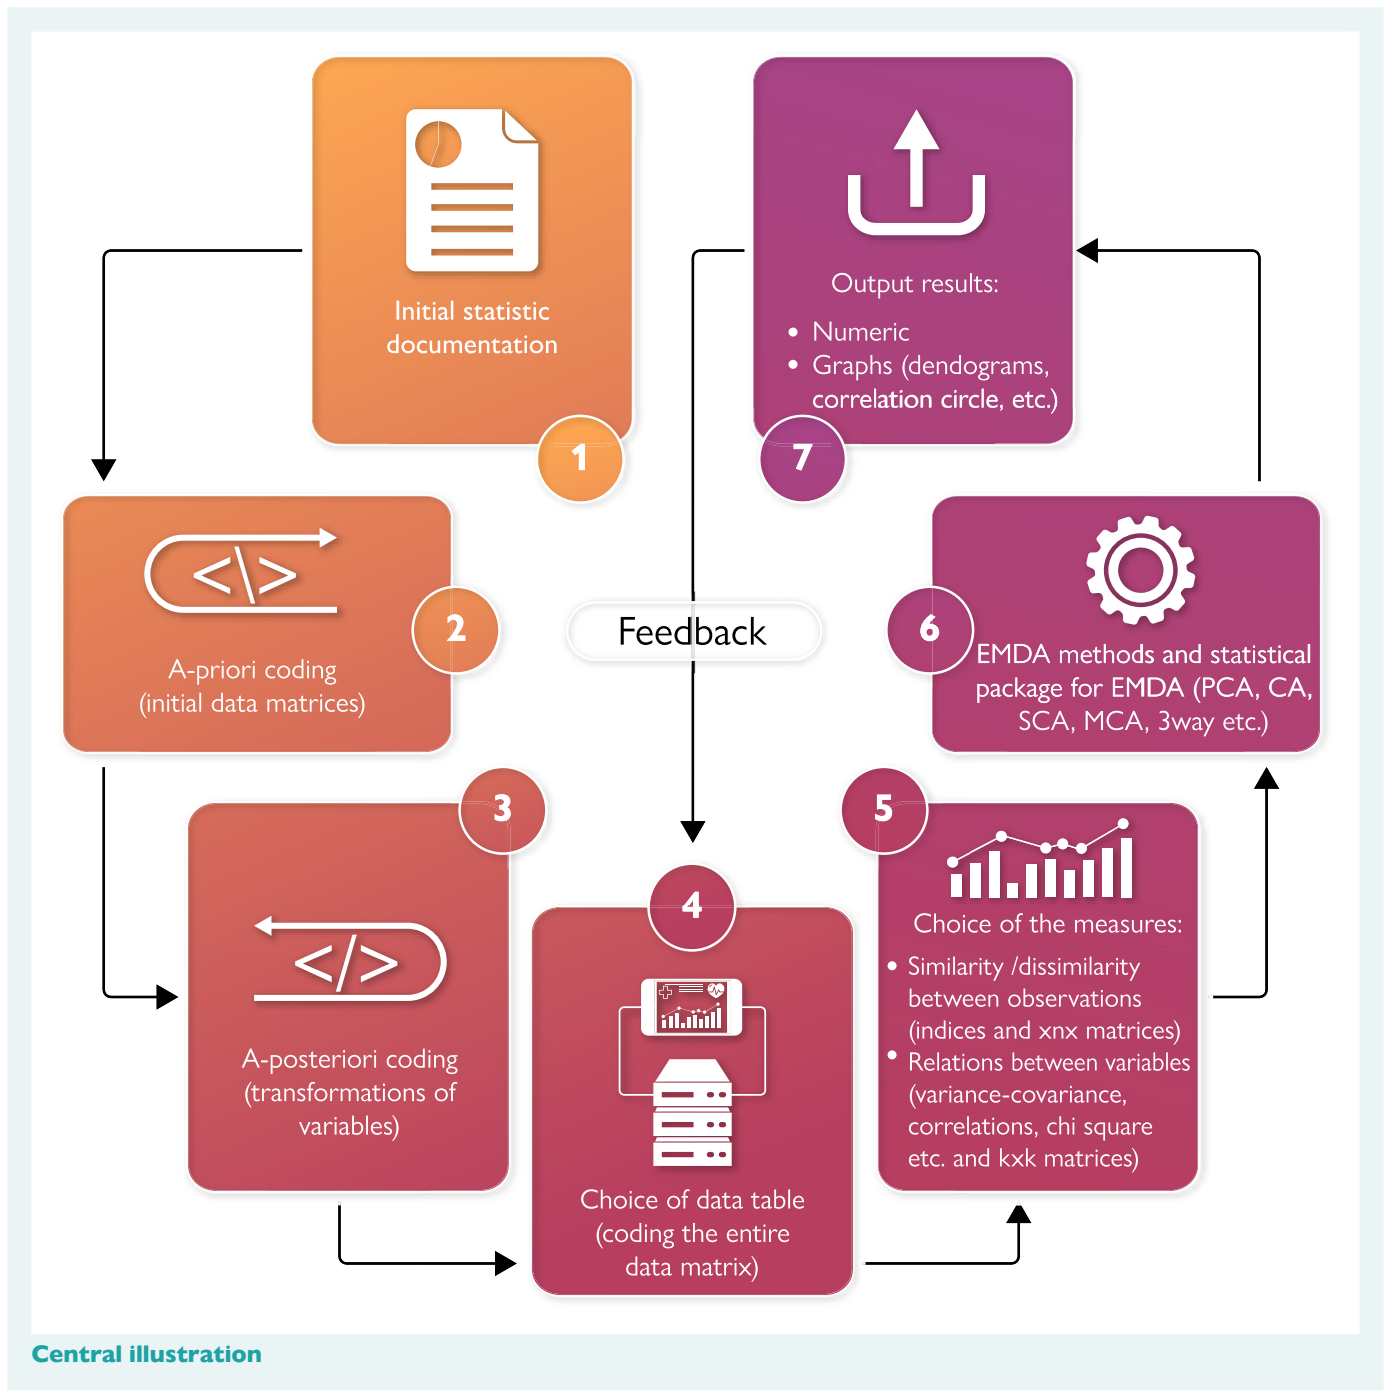 Initial statistic
documentation
1
A-priori coding
(initial data matrices)
2
A-posteriori coding
(transformations of
variables)
3
Choice of data table
(coding the entire
data matrix)
4
Choice of the measures:
• Similarity /dissimilarity
between observations
(indices and xnx matrices)
• Relations between variables
(variance-covariance,
correlations, chi square
etc. and kxk matrices)
5
EMDA methods and statistical
package for EMDA (PCA, CA,
SCA, MCA, 3way etc.)
6
Output results:
• Numeric
• Graphs (dendograms,
correlation circle, etc.)
7
Feedback
</>
<\>
Central illustration